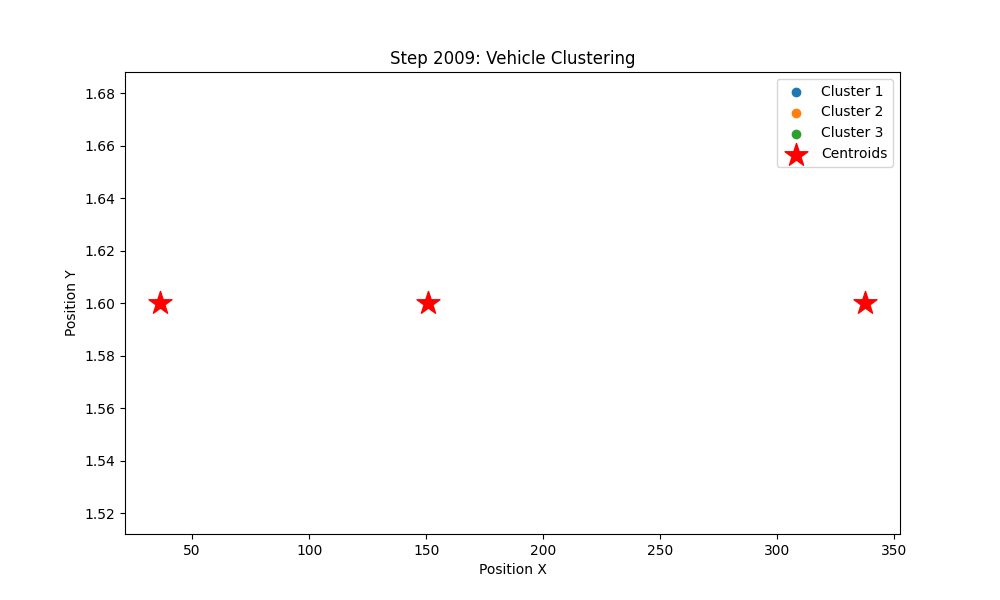 Step 2009: Vehicle Clustering
Cluster 1
Cluster 2
Cluster 3
Centroids
1.68
1.66
1.64
1.62
1.60
1.58
1.56
1.54
1.52
Position Y
50
100
150
200
250
300
350
Position X